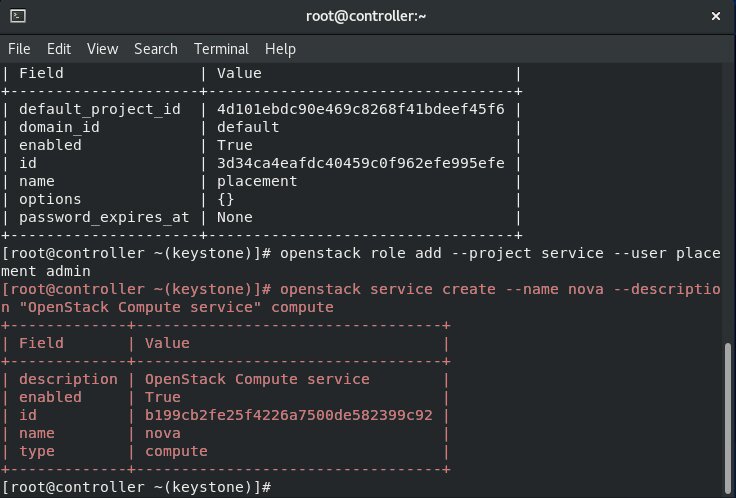 root@controller:~
File Edit View Search Terminal Help
| Field               | Value                            |
+---------------------+----------------------------------+
| default_project_id  | 4d101ebdc90e469c8268f41bdeef45f6 |
| domain_id           | default                          |
| enabled             | True                             |
| id                  | 3d34ca4eafdc40459c0f962efe995efe |
| name                | placement                        |
| options             | {}                               |
| password_expires_at | None                             |
+---------------------+----------------------------------+
[root@controller ~(keystone)]# openstack role add --project service --user place
ment admin
[root@controller ~(keystone)]# openstack service create --name nova --descriptio
n "OpenStack Compute service" compute
+-------------+----------------------------------+
| Field       | Value                            |
+-------------+----------------------------------+
| description | OpenStack Compute service        |
| enabled     | True                             |
| id          | b199cb2fe25f4226a7500de582399c92 |
| name        | nova                             |
| type        | compute                          |
+-------------+----------------------------------+
[root@controller ~(keystone)]#